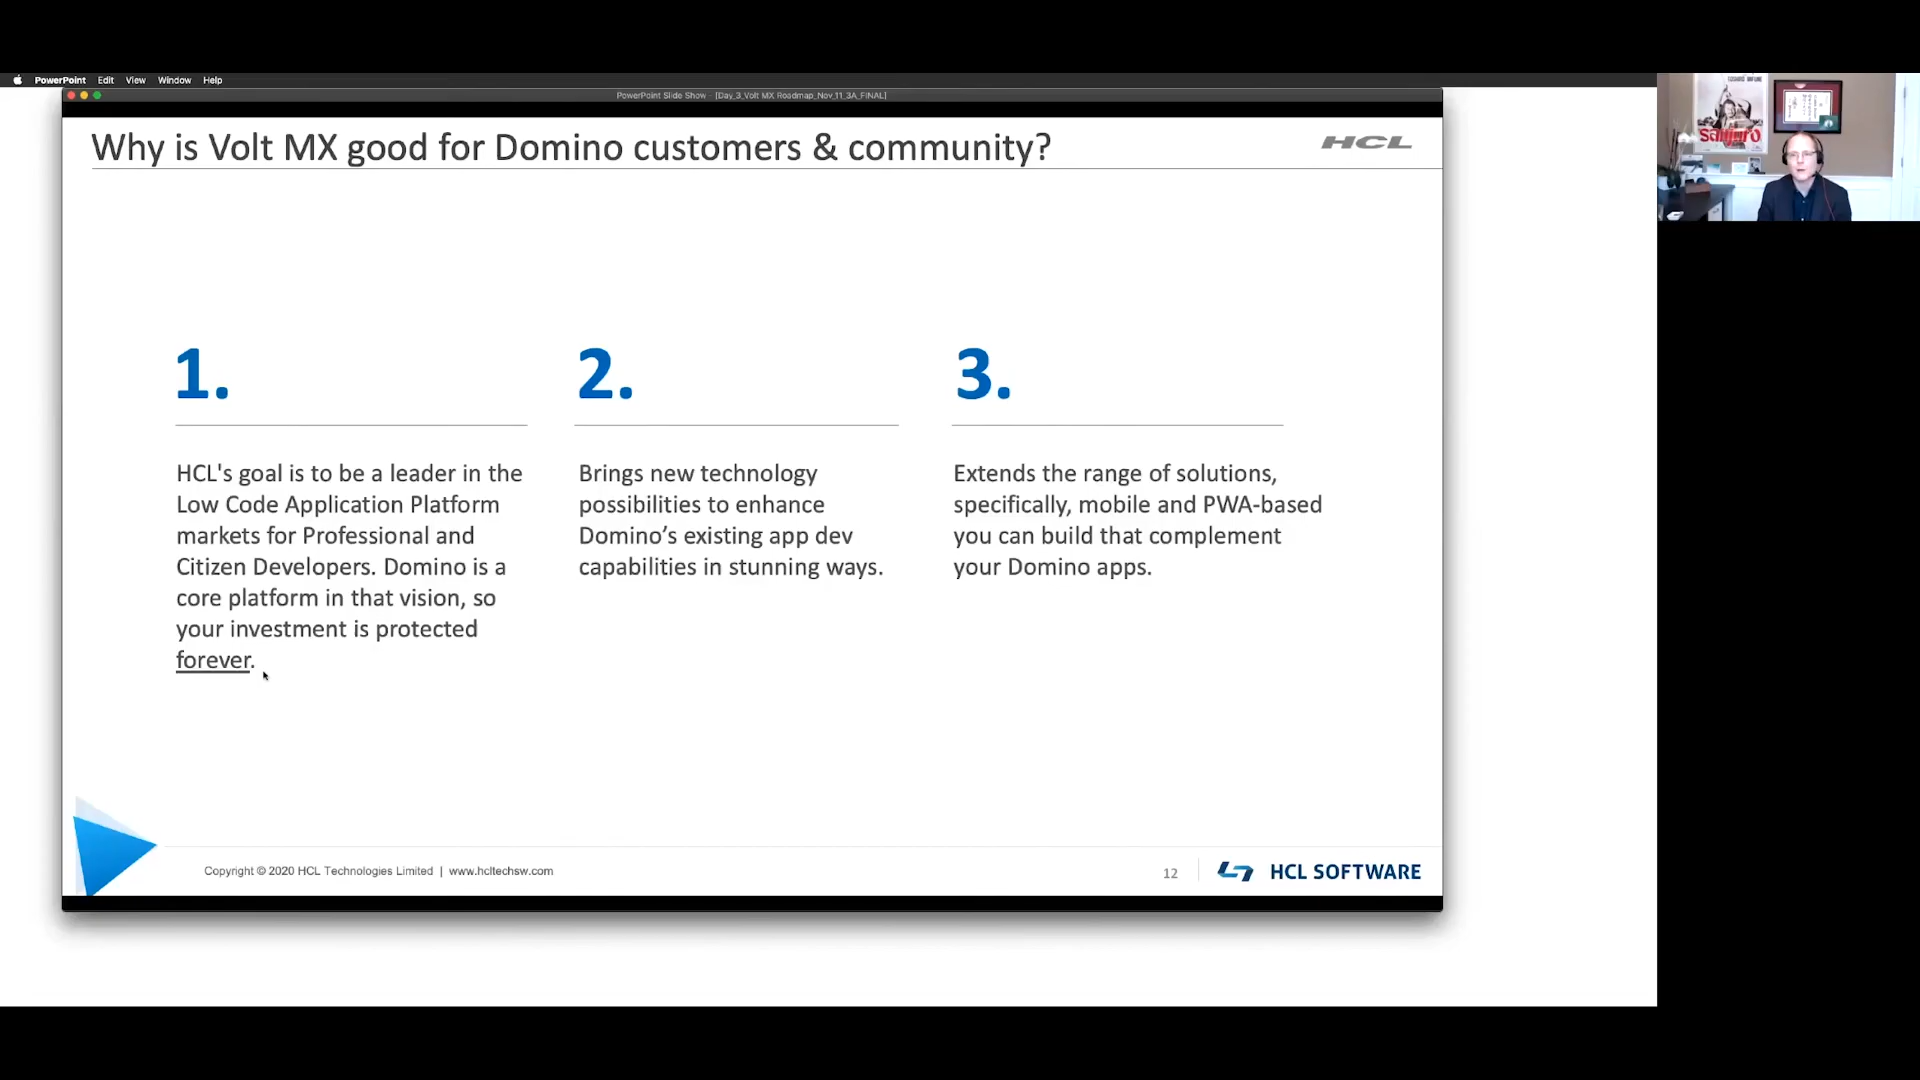 PowerPoint Edit View Window Help
PowerPoint Slide Show - [Day_3_Volt MX Roadmap_Nov_11_3A_FINAL]
Why is Volt MX good for Domino customers & community?
HCL
1.
HCL's goal is to be a leader in the
Low Code Application Platform
markets for Professional and
Citizen Developers. Domino is a
core platform in that vision, so
your investment is protected
forever.
2.
Brings new technology
possibilities to enhance
Domino’s existing app dev
capabilities in stunning ways.
3.
Extends the range of solutions,
specifically, mobile and PWA-based
you can build that complement
your Domino apps.
Copyright © 2020 HCL Technologies Limited | www.hcltechsw.com
12
HCL SOFTWARE